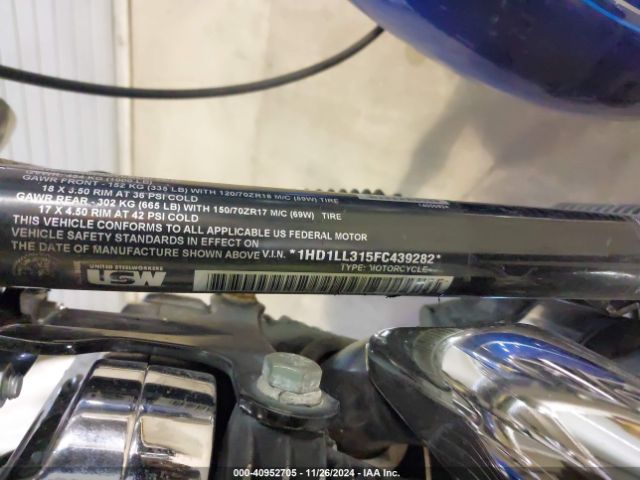 GAWR FRONT - 152 KG (335 LB) WITH 120/70ZR18 M/C (59W) TIRE
18 X 3.50 RIM AT 36 PSI COLD
GAWR REAR - 302 KG (665 LB) WITH 150/70ZR17 M/C (69W) TIRE
17 X 4.50 RIM AT 42 PSI COLD
THIS VEHICLE CONFORMS TO ALL APPLICABLE US FEDERAL MOTOR
VEHICLE SAFETY STANDARDS IN EFFECT ON
THE DATE OF MANUFACTURE SHOWN ABOVE V.I.N. *1HD1LL315FC439282*
TYPE: MOTORCYCLE
UNITED STEELWORKERS
USW
000-40952705 - 11/26/2024 - IAA Inc.